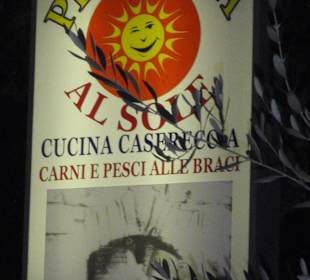 AL SOLE
CUCINA CASERECCIA
CARNI E PESCI ALLE BRACI